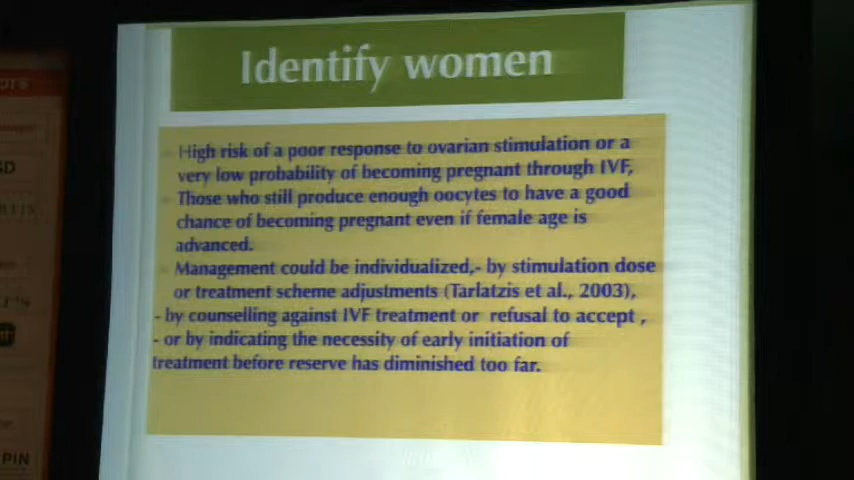 Identify women
High risk of a poor response to ovarian stimulation or a
very low probability of becoming pregnant through IVF,
Those who still produce enough oocytes to have a good
chance of becoming pregnant even if female age is
advanced.
Management could be individualized,- by stimulation dose
or treatment scheme adjustments (Tarlatzis et al., 2003),
- by counselling against IVF treatment or refusal to accept ,
- or by indicating the necessity of early initiation of
treatment before reserve has diminished too far.
PIN